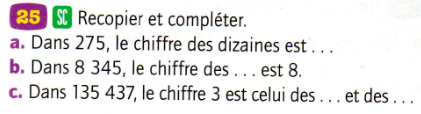 25 SC Recopier et compléter.
a. Dans 275, le chiffre des dizaines est . . .
b. Dans 8 345, le chiffre des . . . est 8.
c. Dans 135 437, le chiffre 3 est celui des . . . et des . . .